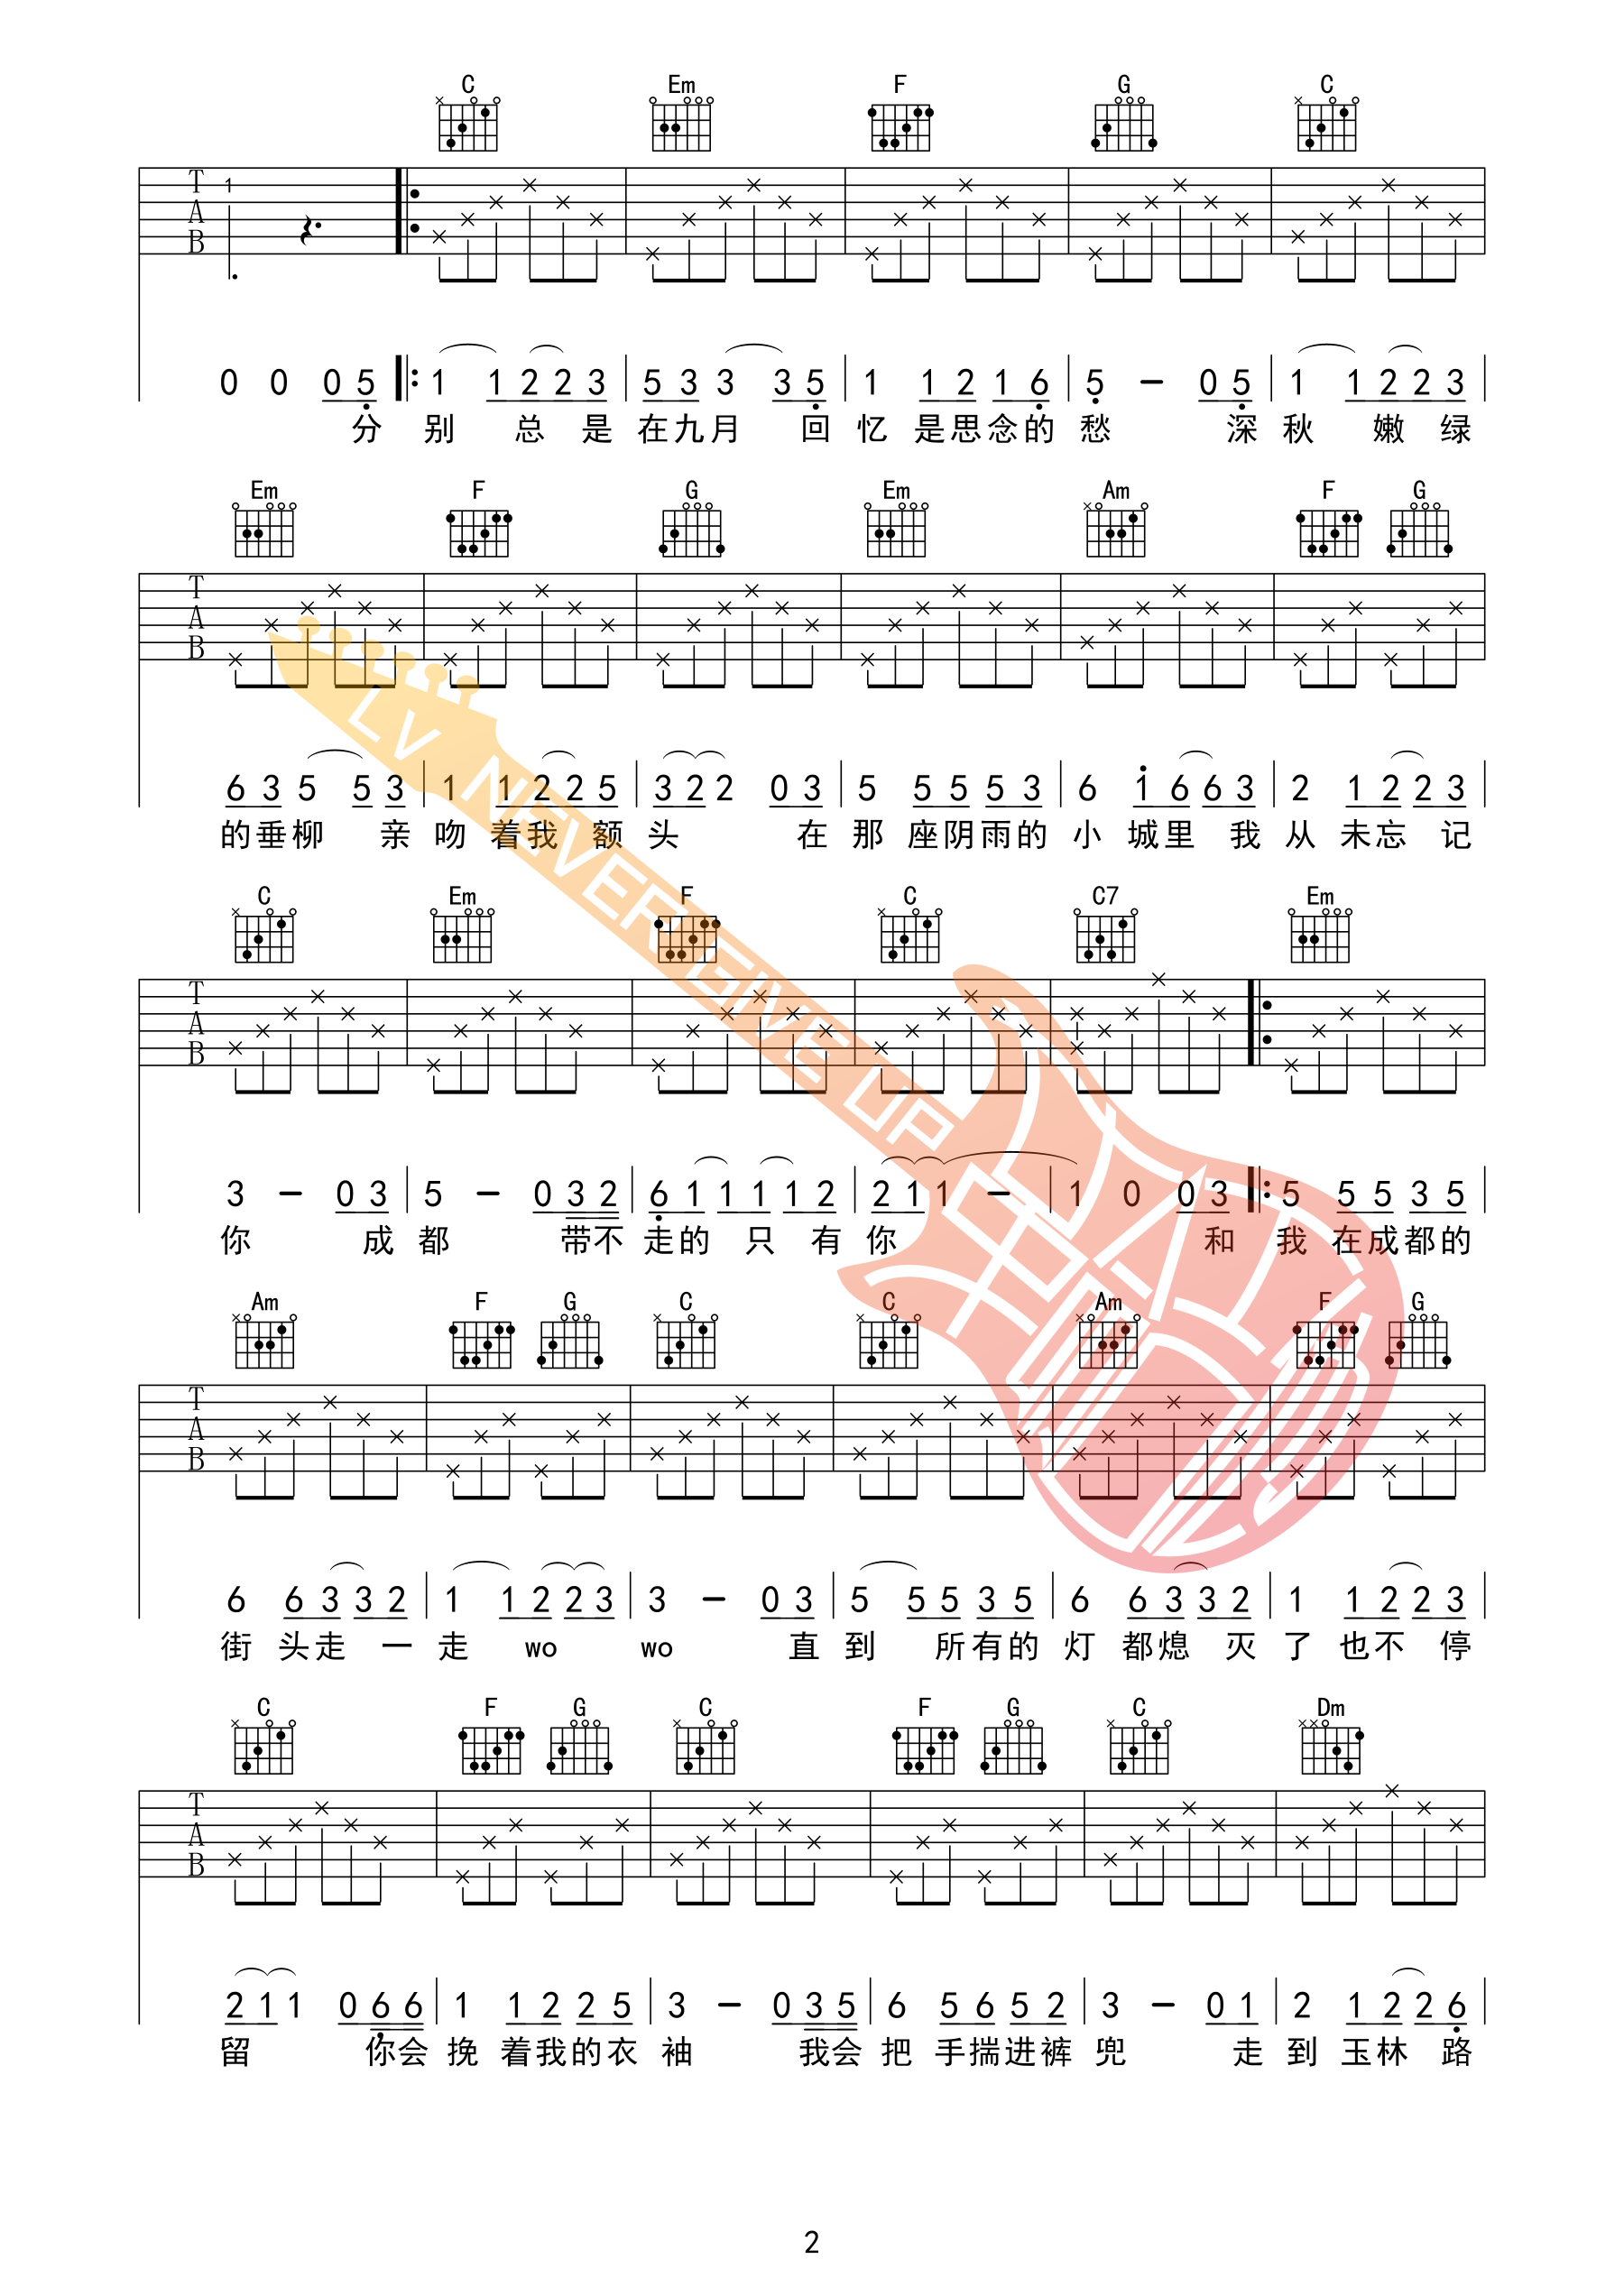 C Em F G C
T A B 1
0 0 0 5 1 1 2 2 3 5 3 3 3 5 1 1 2 1 6 5 - 0 5 1 1 2 2 3
分 别 总 是 在九月 回 忆 是思念的 愁 深 秋 嫩 绿
Em F G Em Am F G
T A B
6 3 5 5 3 1 1 2 2 5 3 2 2 0 3 5 5 5 5 3 6 1 6 6 3 2 1 2 2 3
的垂柳 亲 吻 着我 额 头 在 那 座阴雨的 小 城里 我 从 未忘 记
C Em F C C7 Em
T A B
3 - 0 3 5 - 0 3 2 6 1 1 1 1 2 2 1 1 - 1 0 0 3 5 5 5 3 5
你 成 都 带不 走的 只 有 你 和 我 在成都的
Am F G C C Am F G
T A B
6 6 3 3 2 1 1 2 2 3 3 - 0 3 5 5 5 3 5 6 6 3 3 2 1 1 2 2 3
街 头走 一 走 wo wo 直 到 所有的 灯 都熄 灭 了 也不 停
C F G C F G C Dm
T A B
2 1 1 0 6 6 1 1 2 2 5 3 - 0 3 5 6 5 6 5 2 3 - 0 1 2 1 2 2 6
留 你会 挽 着我的衣 袖 我会 把 手揣进裤 兜 走 到 玉林 路
LV NEVER GIVE UP
2